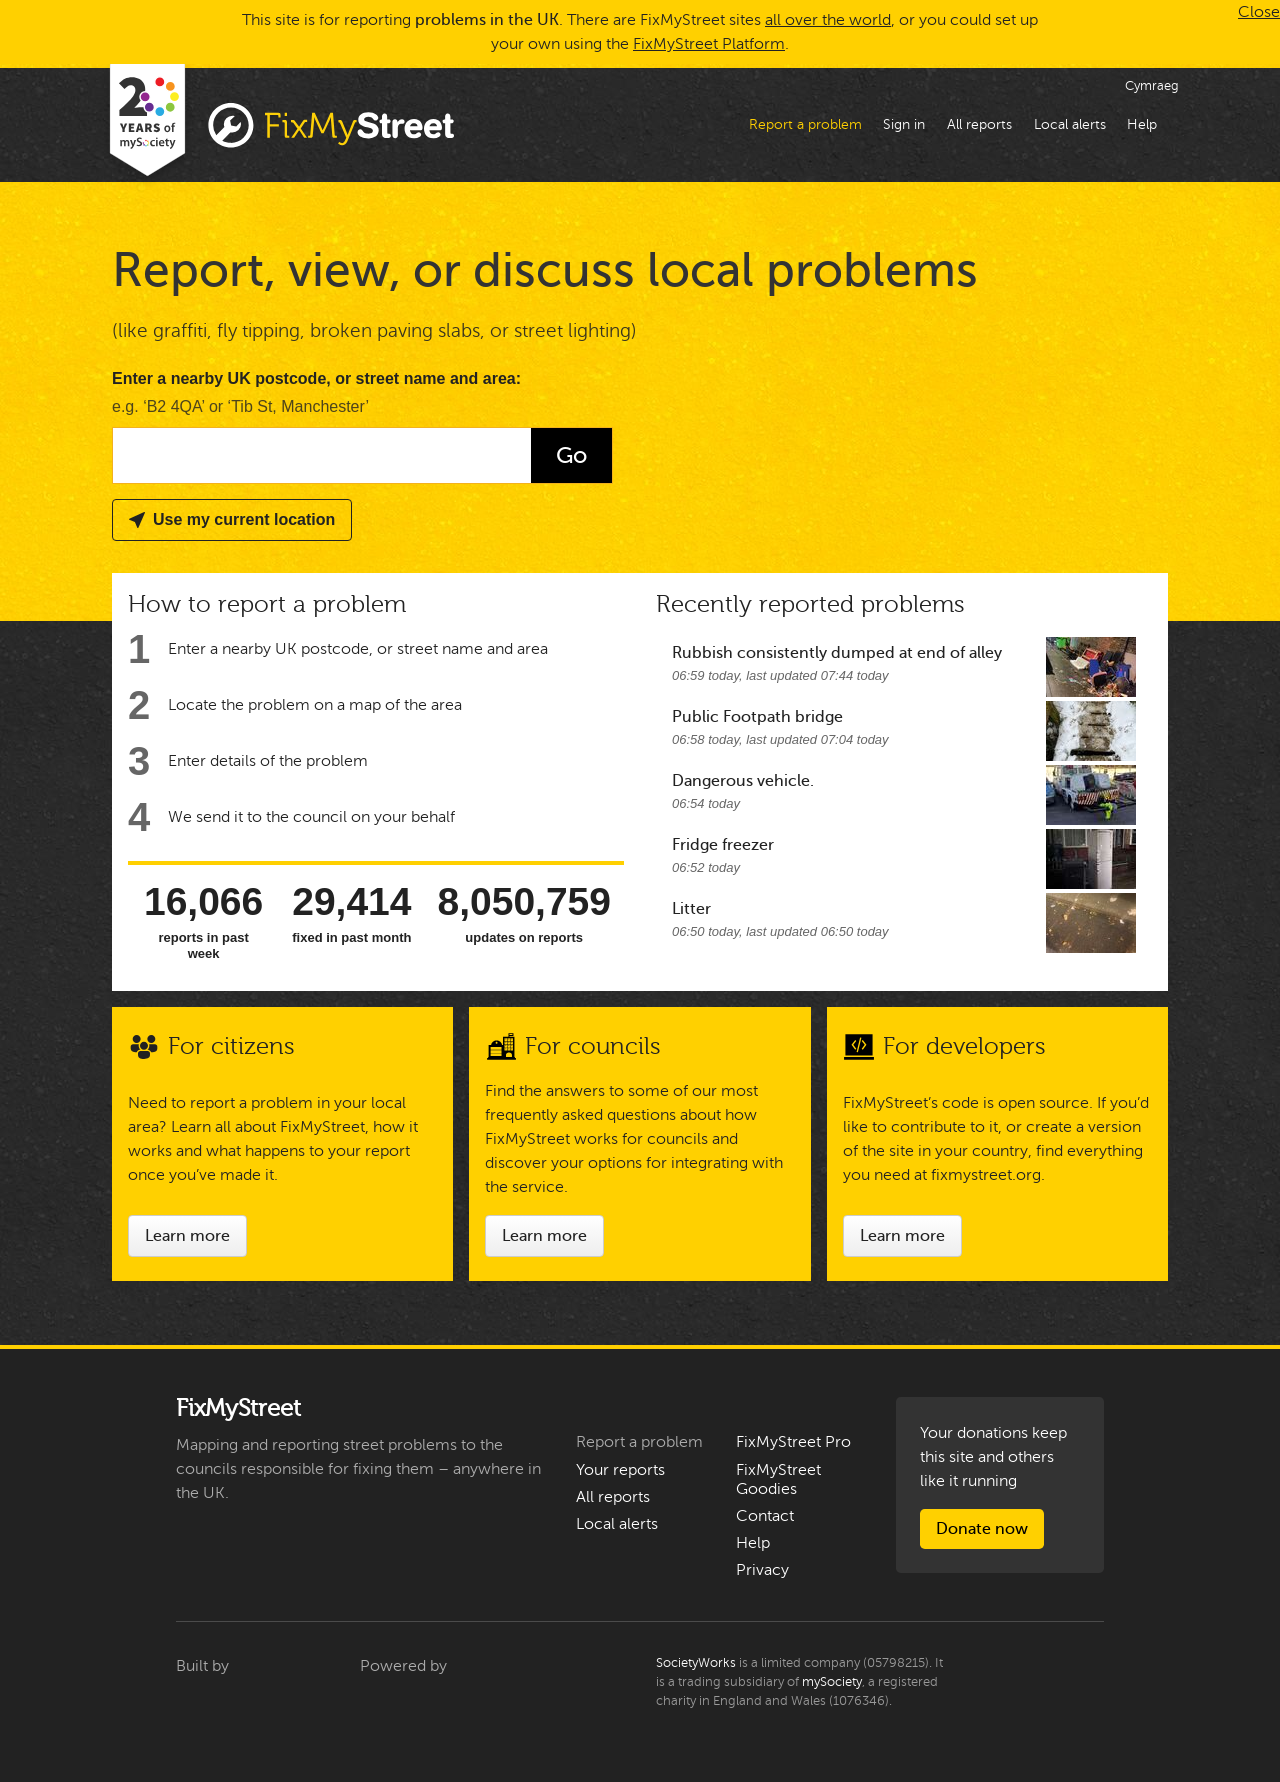 This site is for reporting problems in the UK. There are FixMyStreet sites all over the world, or you could set up
your own using the FixMyStreet Platform.
Close
20
YEARS of
mySociety
FixMyStreet
Cymraeg
Report a problem
Sign in
All reports
Local alerts
Help
Report, view, or discuss local problems
(like graffiti, fly tipping, broken paving slabs, or street lighting)
Enter a nearby UK postcode, or street name and area:
e.g. ‘B2 4QA’ or ‘Tib St, Manchester’
Go
Use my current location
How to report a problem
1 Enter a nearby UK postcode, or street name and area
2 Locate the problem on a map of the area
3 Enter details of the problem
4 We send it to the council on your behalf
16,066
reports in past
week
29,414
fixed in past month
8,050,759
updates on reports
Recently reported problems
Rubbish consistently dumped at end of alley
06:59 today, last updated 07:44 today
Public Footpath bridge
06:58 today, last updated 07:04 today
Dangerous vehicle.
06:54 today
Fridge freezer
06:52 today
Litter
06:50 today, last updated 06:50 today
For citizens
Need to report a problem in your local
area? Learn all about FixMyStreet, how it
works and what happens to your report
once you’ve made it.
Learn more
For councils
Find the answers to some of our most
frequently asked questions about how
FixMyStreet works for councils and
discover your options for integrating with
the service.
Learn more
For developers
FixMyStreet’s code is open source. If you’d
like to contribute to it, or create a version
of the site in your country, find everything
you need at fixmystreet.org.
Learn more
FixMyStreet
Mapping and reporting street problems to the
councils responsible for fixing them – anywhere in
the UK.
Report a problem
Your reports
All reports
Local alerts
FixMyStreet Pro
FixMyStreet
Goodies
Contact
Help
Privacy
Your donations keep
this site and others
like it running
Donate now
Built by
Powered by
SocietyWorks is a limited company (05798215). It
is a trading subsidiary of mySociety, a registered
charity in England and Wales (1076346).